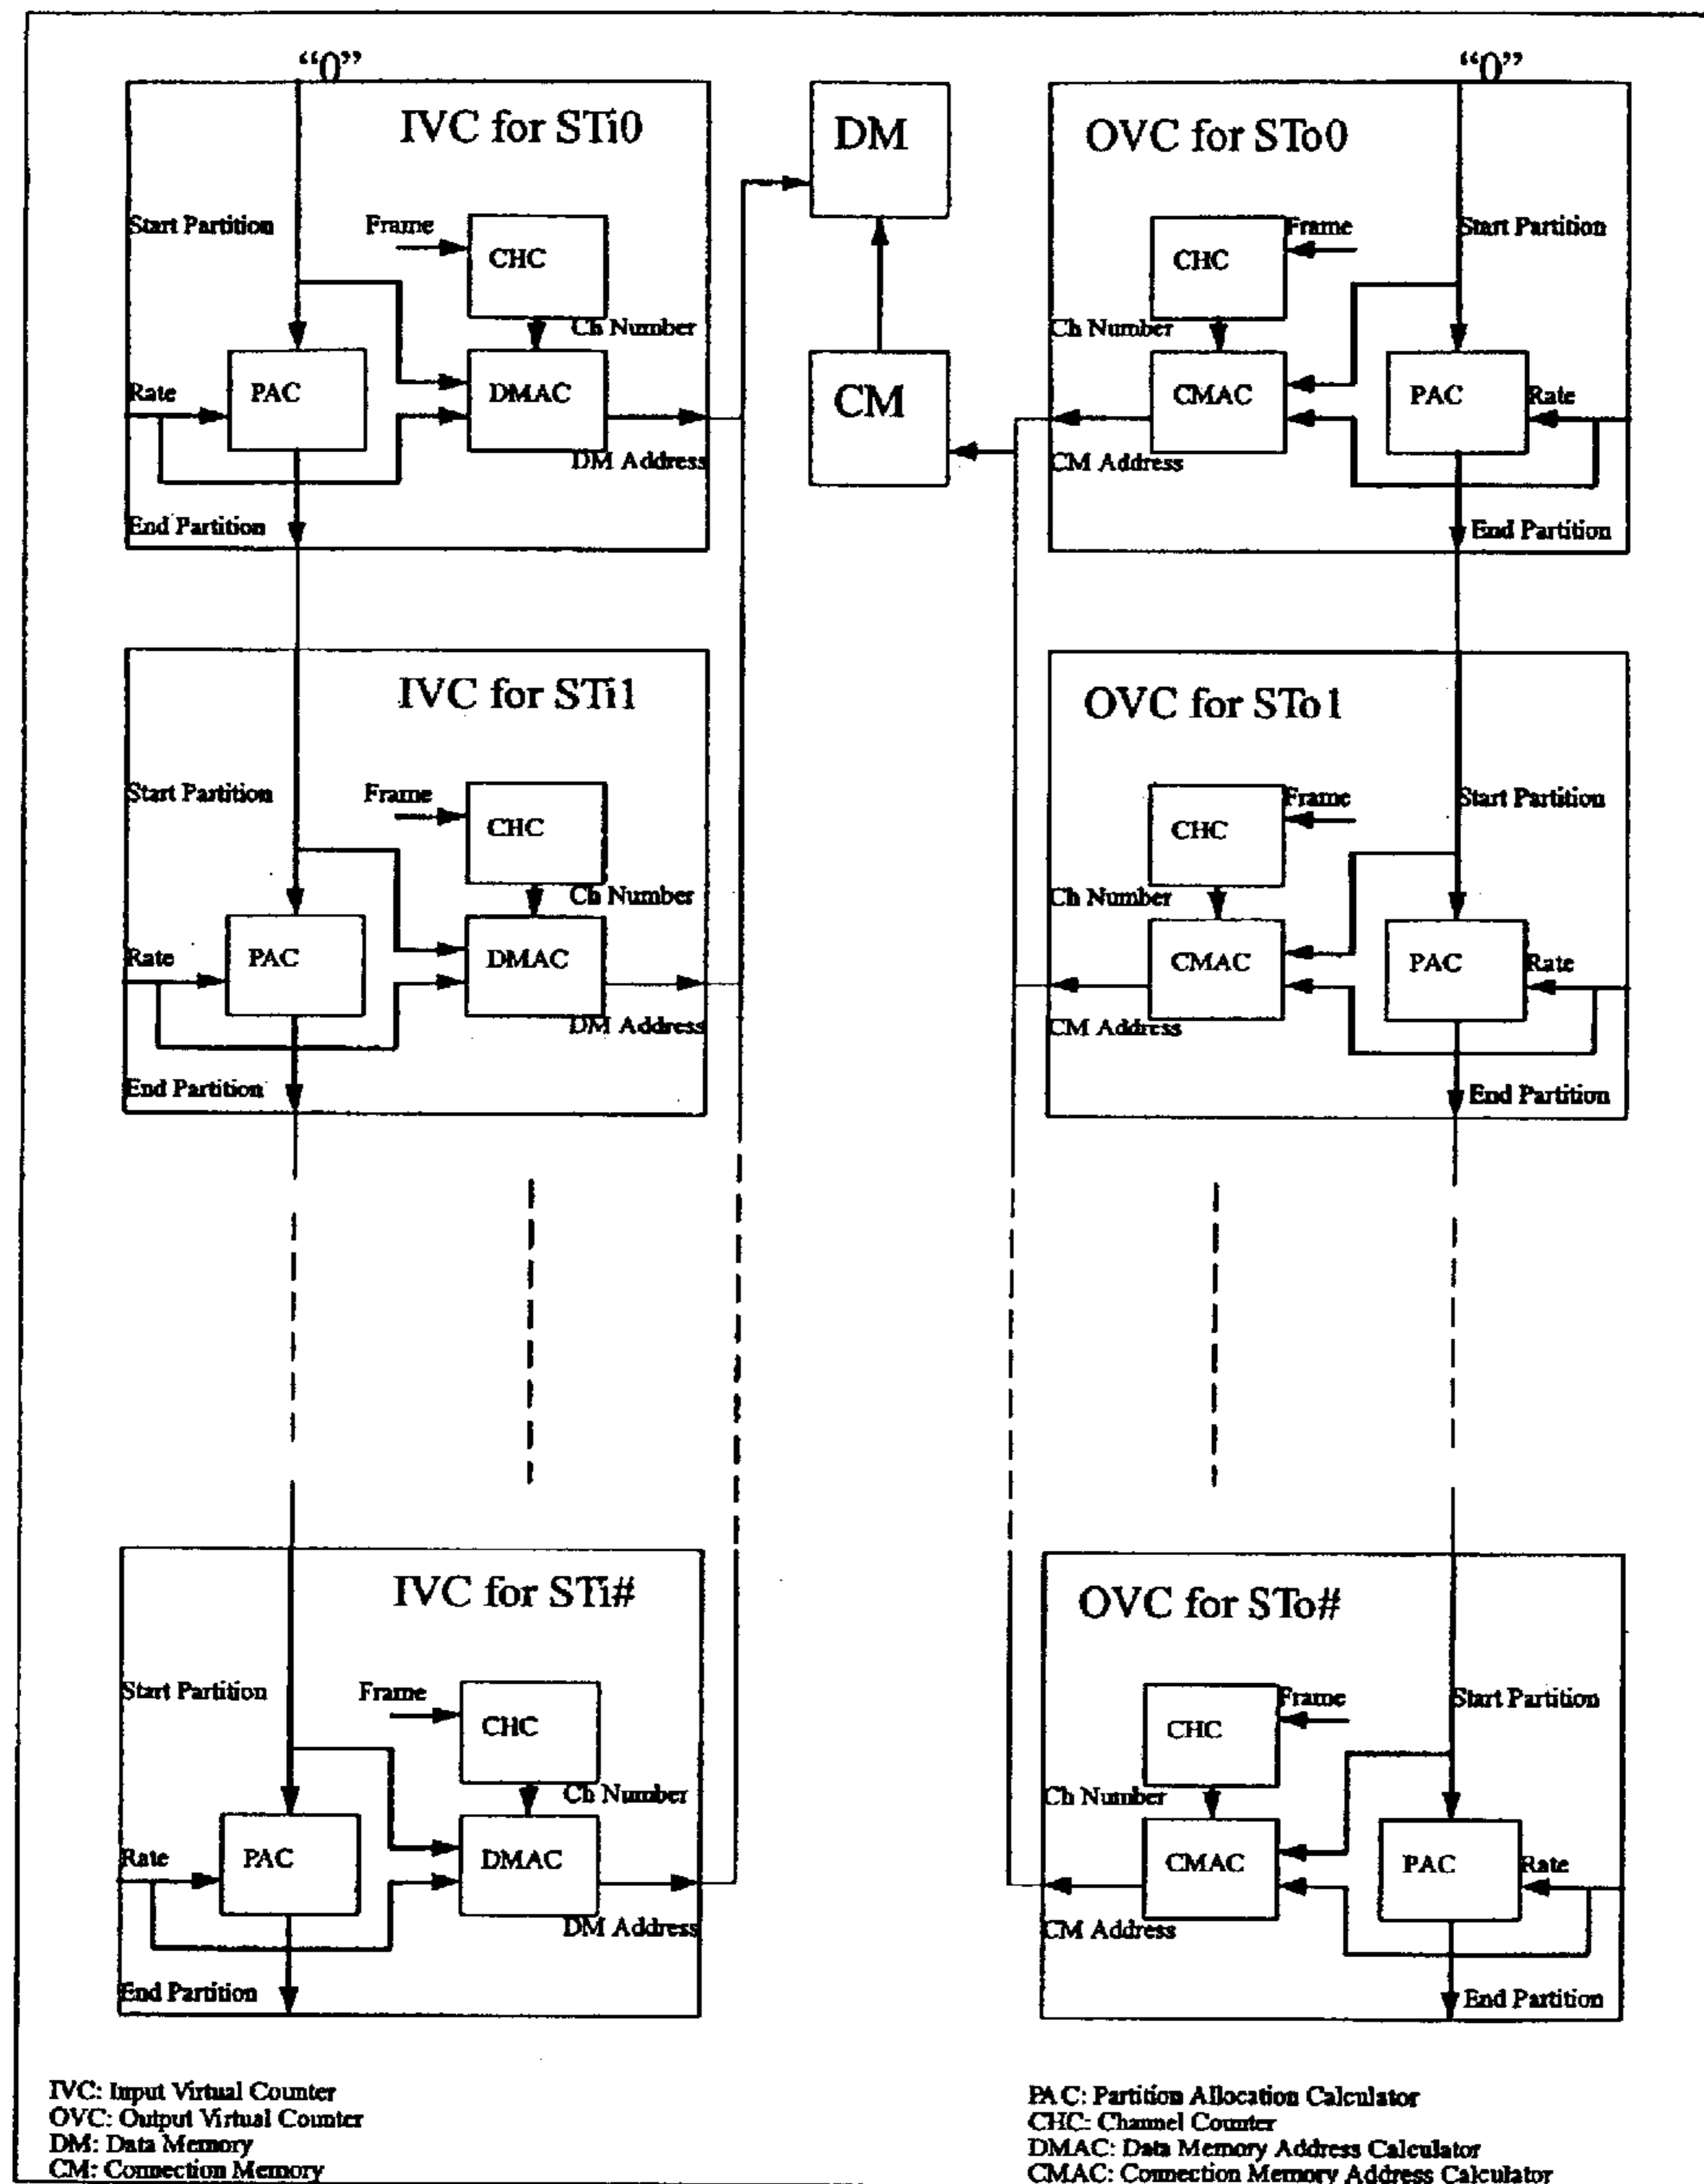 “0”
“0”
IVC for STi0
DM
OVC for STo0
Start Partition
Frame
CHC
CHC
Frame
Start Partition
Ch Number
Ch Number
Rate
PAC
DMAC
CM
CMAC
PAC
Rate
DM Address
CM Address
End Partition
End Partition
IVC for STi1
OVC for STo1
Start Partition
Frame
CHC
CHC
Frame
Start Partition
Ch Number
Ch Number
Rate
PAC
DMAC
CMAC
PAC
Rate
DM Address
CM Address
End Partition
End Partition
IVC for STi#
OVC for STo#
Start Partition
Frame
CHC
CHC
Frame
Start Partition
Ch Number
Ch Number
Rate
PAC
DMAC
CMAC
PAC
Rate
DM Address
CM Address
End Partition
End Partition
IVC: Input Virtual Counter
OVC: Output Virtual Counter
DM: Data Memory
CM: Connection Memory
PAC: Partition Allocation Calculator
CHC: Channel Counter
DMAC: Data Memory Address Calculator
CMAC: Connection Memory Address Calculator